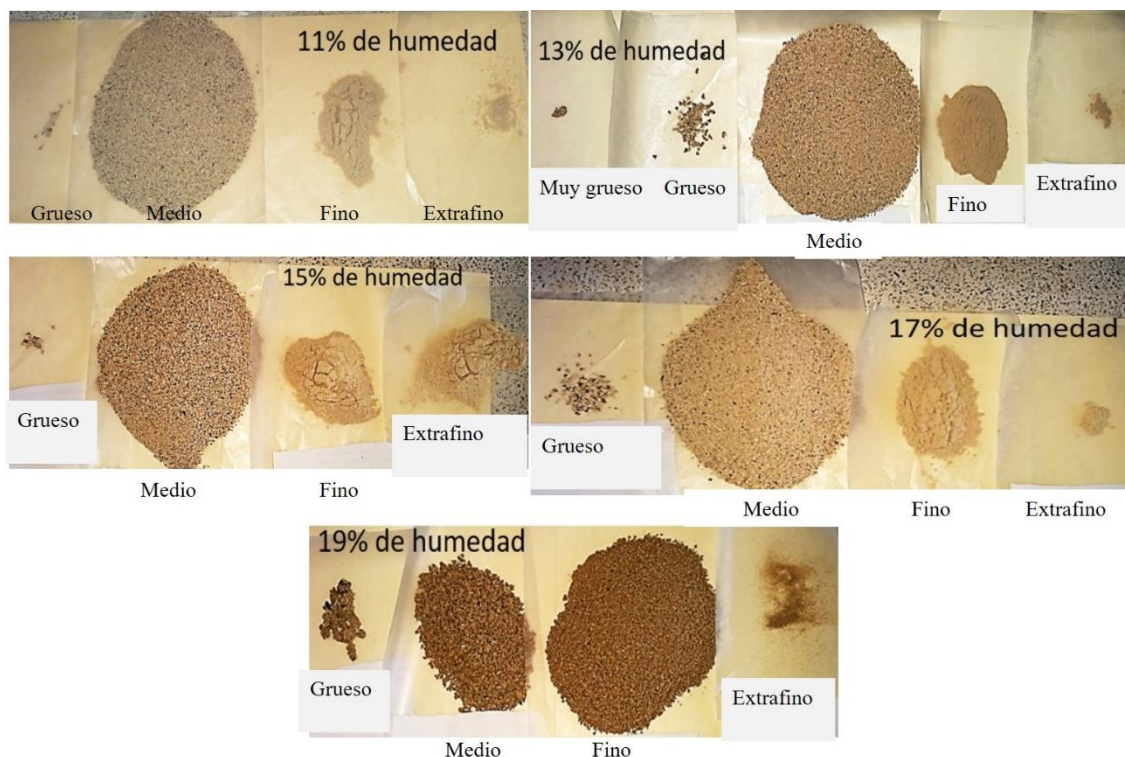 11% de humedad
Grueso Medio Fino Extrafino
13% de humedad
Muy grueso Grueso Fino Extrafino
Medio
15% de humedad
Grueso Extrafino
Medio Fino
17% de humedad
Grueso
Medio Fino Extrafino
19% de humedad
Grueso Extrafino
Medio Fino